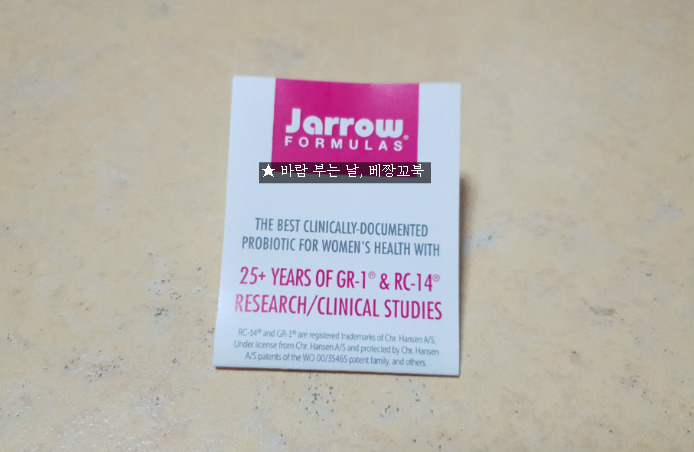 Jarrow®
FORMULAS
★ 바람 부는 날, 베짱꼬북
THE BEST CLINICALLY-DOCUMENTED
PROBIOTIC FOR WOMEN'S HEALTH WITH
25+ YEARS OF GR-1® & RC-14®
RESEARCH/CLINICAL STUDIES
RC-14® and GR-1® are registered trademarks of Chr. Hansen A/S.
Under license from Chr. Hansen A/S and protected by Chr. Hansen
A/S patents of the WO 00/35465 patent family, and others.